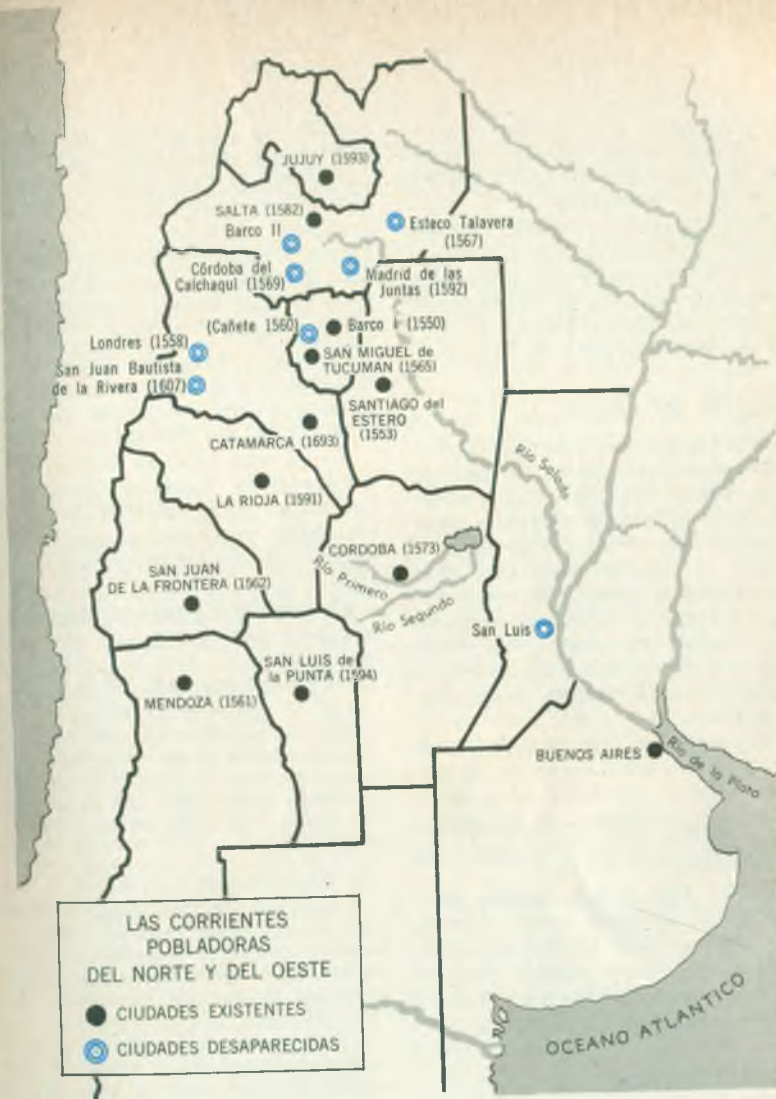 JUJUY (1593)
SALTA (1582)
Barco II
Esteco Talavera
(1567)
Córdoba del
Calchaqui (1569)
Madrid de las
Juntas (1592)
(Cañete 1560)
Barco I (1550)
Londres (1558)
SAN MIGUEL de
TUCUMAN (1565)
San Juan Bautista
de la Rivera (1607)
SANTIAGO del
ESTERO
(1553)
CATAMARCA (1693)
Río Salado
LA RIOJA (1591)
CORDOBA (1573)
Río Primero
SAN JUAN
DE LA FRONTERA (1562)
Río Segundo
San Luis
SAN LUIS de
la PUNTA (1594)
MENDOZA (1561)
BUENOS AIRES
Río de la Plata
LAS CORRIENTES
POBLADORAS
DEL NORTE Y DEL OESTE
CIUDADES EXISTENTES
CIUDADES DESAPARECIDAS
OCEANO ATLANTICO